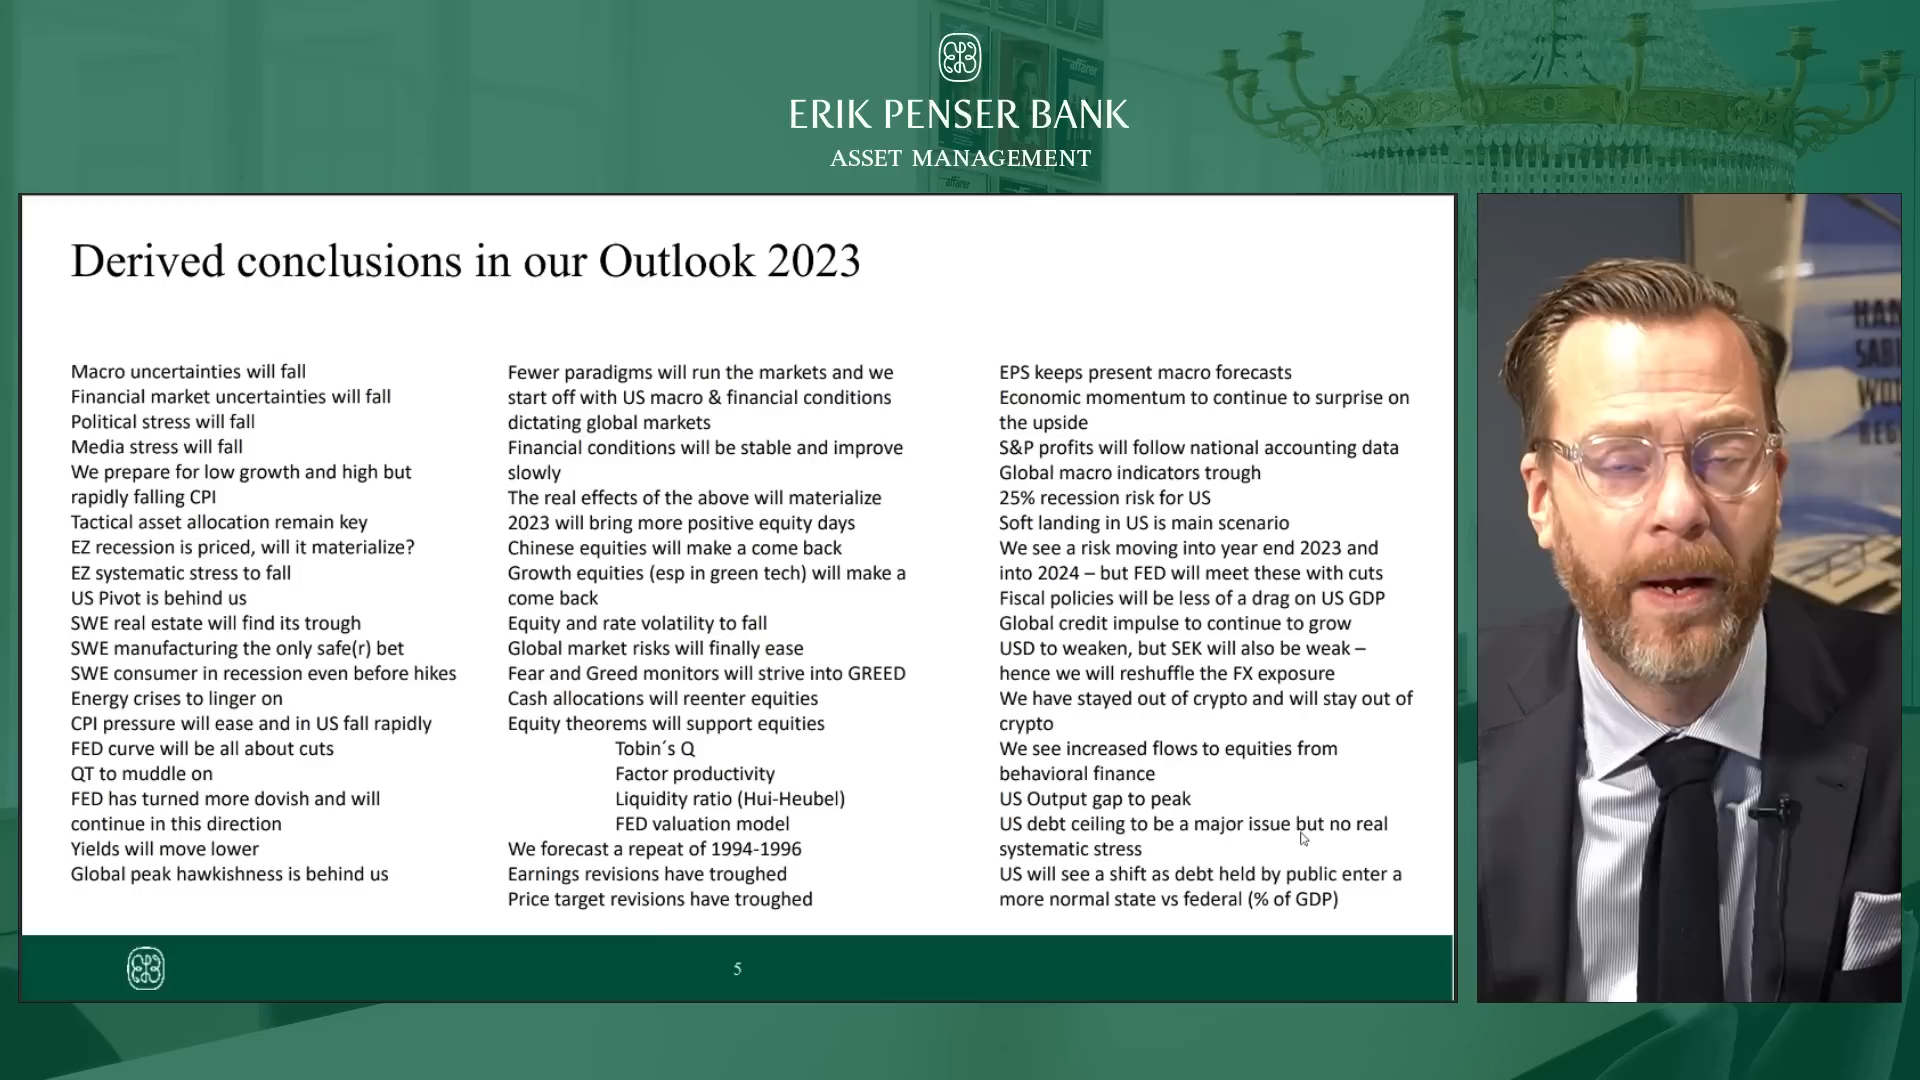 affärer
ERIK PENSER BANK
ASSET MANAGEMENT
affärer
Derived conclusions in our Outlook 2023
Macro uncertainties will fall
Financial market uncertainties will fall
Political stress will fall
Media stress will fall
We prepare for low growth and high but
rapidly falling CPI
Tactical asset allocation remain key
EZ recession is priced, will it materialize?
EZ systematic stress to fall
US Pivot is behind us
SWE real estate will find its trough
SWE manufacturing the only safe(r) bet
SWE consumer in recession even before hikes
Energy crises to linger on
CPI pressure will ease and in US fall rapidly
FED curve will be all about cuts
QT to muddle on
FED has turned more dovish and will
continue in this direction
Yields will move lower
Global peak hawkishness is behind us
Fewer paradigms will run the markets and we
start off with US macro & financial conditions
dictating global markets
Financial conditions will be stable and improve
slowly
The real effects of the above will materialize
2023 will bring more positive equity days
Chinese equities will make a come back
Growth equities (esp in green tech) will make a
come back
Equity and rate volatility to fall
Global market risks will finally ease
Fear and Greed monitors will strive into GREED
Cash allocations will reenter equities
Equity theorems will support equities
Tobin´s Q
Factor productivity
Liquidity ratio (Hui-Heubel)
FED valuation model
We forecast a repeat of 1994-1996
Earnings revisions have troughed
Price target revisions have troughed
EPS keeps present macro forecasts
Economic momentum to continue to surprise on
the upside
S&P profits will follow national accounting data
Global macro indicators trough
25% recession risk for US
Soft landing in US is main scenario
We see a risk moving into year end 2023 and
into 2024 – but FED will meet these with cuts
Fiscal policies will be less of a drag on US GDP
Global credit impulse to continue to grow
USD to weaken, but SEK will also be weak –
hence we will reshuffle the FX exposure
We have stayed out of crypto and will stay out of
crypto
We see increased flows to equities from
behavioral finance
US Output gap to peak
US debt ceiling to be a major issue but no real
systematic stress
US will see a shift as debt held by public enter a
more normal state vs federal (% of GDP)
5